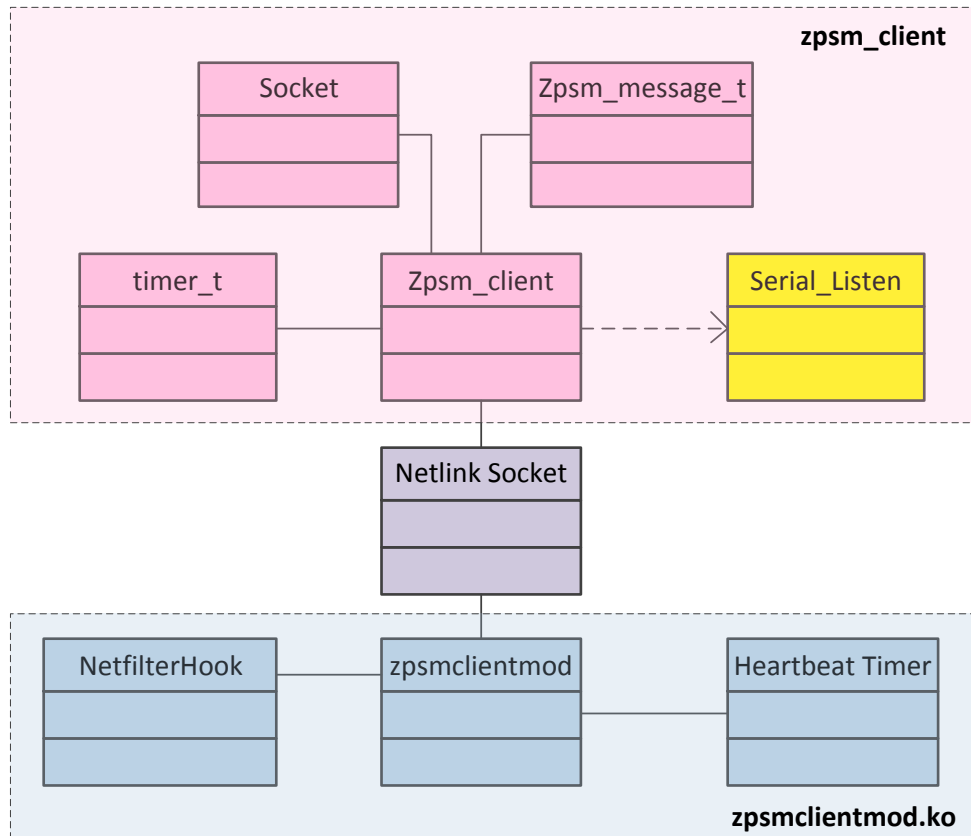 zpsm_client
Socket
Zpsm_message_t
timer_t
Zpsm_client
Serial_Listen
Netlink Socket
NetfilterHook
zpsmclientmod
Heartbeat Timer
zpsmclientmod.ko